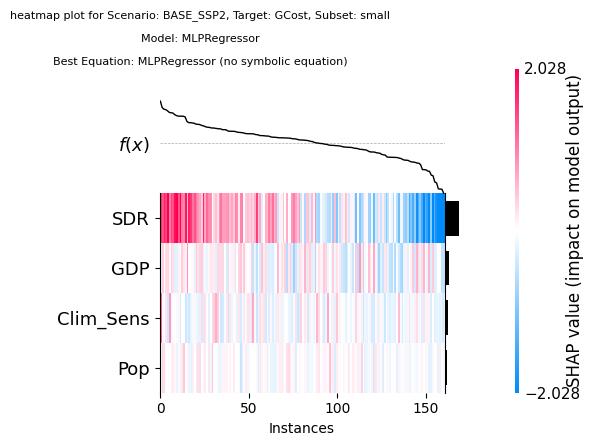 heatmap plot for Scenario: BASE_SSP2, Target: GCost, Subset: small
Model: MLPRegressor
Best Equation: MLPRegressor (no symbolic equation)
2.028
f(x)
SDR
GDP
Clim_Sens
Pop
0
50
100
150
Instances
SHAP value (impact on model output)
−2.028